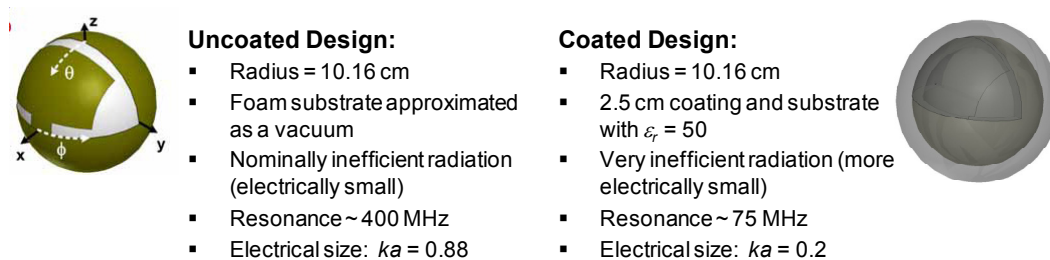 z
θ
x
ϕ
y
Uncoated Design:
▪ Radius = 10.16 cm
▪ Foam substrate approximated
as a vacuum
▪ Nominally inefficient radiation
(electrically small)
▪ Resonance ~ 400 MHz
▪ Electrical size: ka = 0.88
Coated Design:
▪ Radius = 10.16 cm
▪ 2.5 cm coating and substrate
with εr = 50
▪ Very inefficient radiation (more
electrically small)
▪ Resonance ~ 75 MHz
▪ Electrical size: ka = 0.2